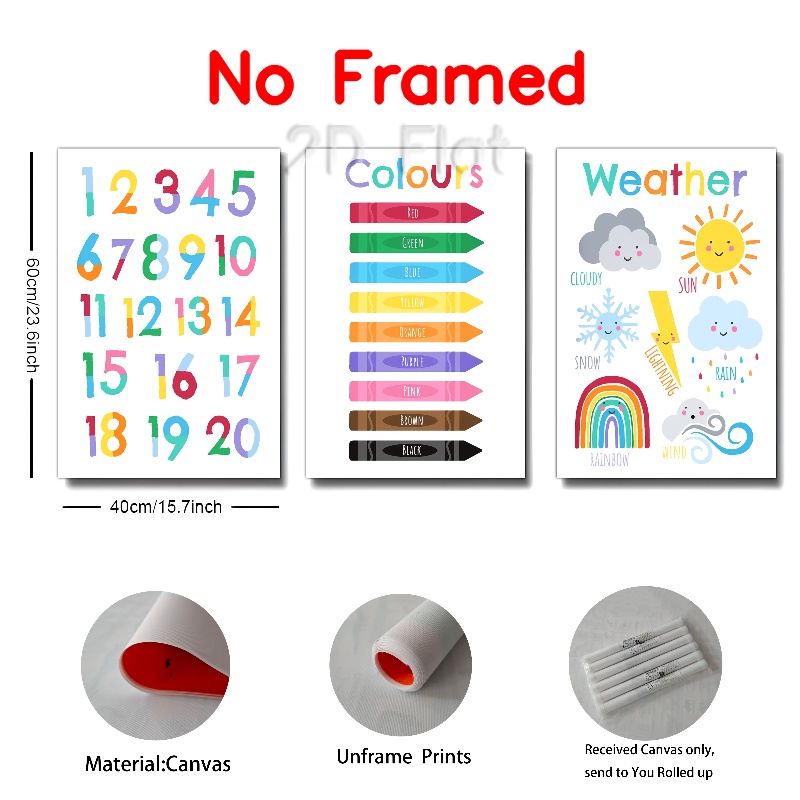 No Framed
2D Flat
1 2 3 4 5
6 7 8 9 10
11 12 13 14
15 16 17
18 19 20
Colours
RED
GREEN
BLUE
YELLOW
ORANGE
PURPLE
PINK
BROWN
BLACK
Weather
CLOUDY
SUN
SNOW
LIGHTNING
RAIN
RAINBOW
WIND
60cm/23.6inch
40cm/15.7inch
Material:Canvas
Unframe Prints
Received Canvas only,
send to You Rolled up